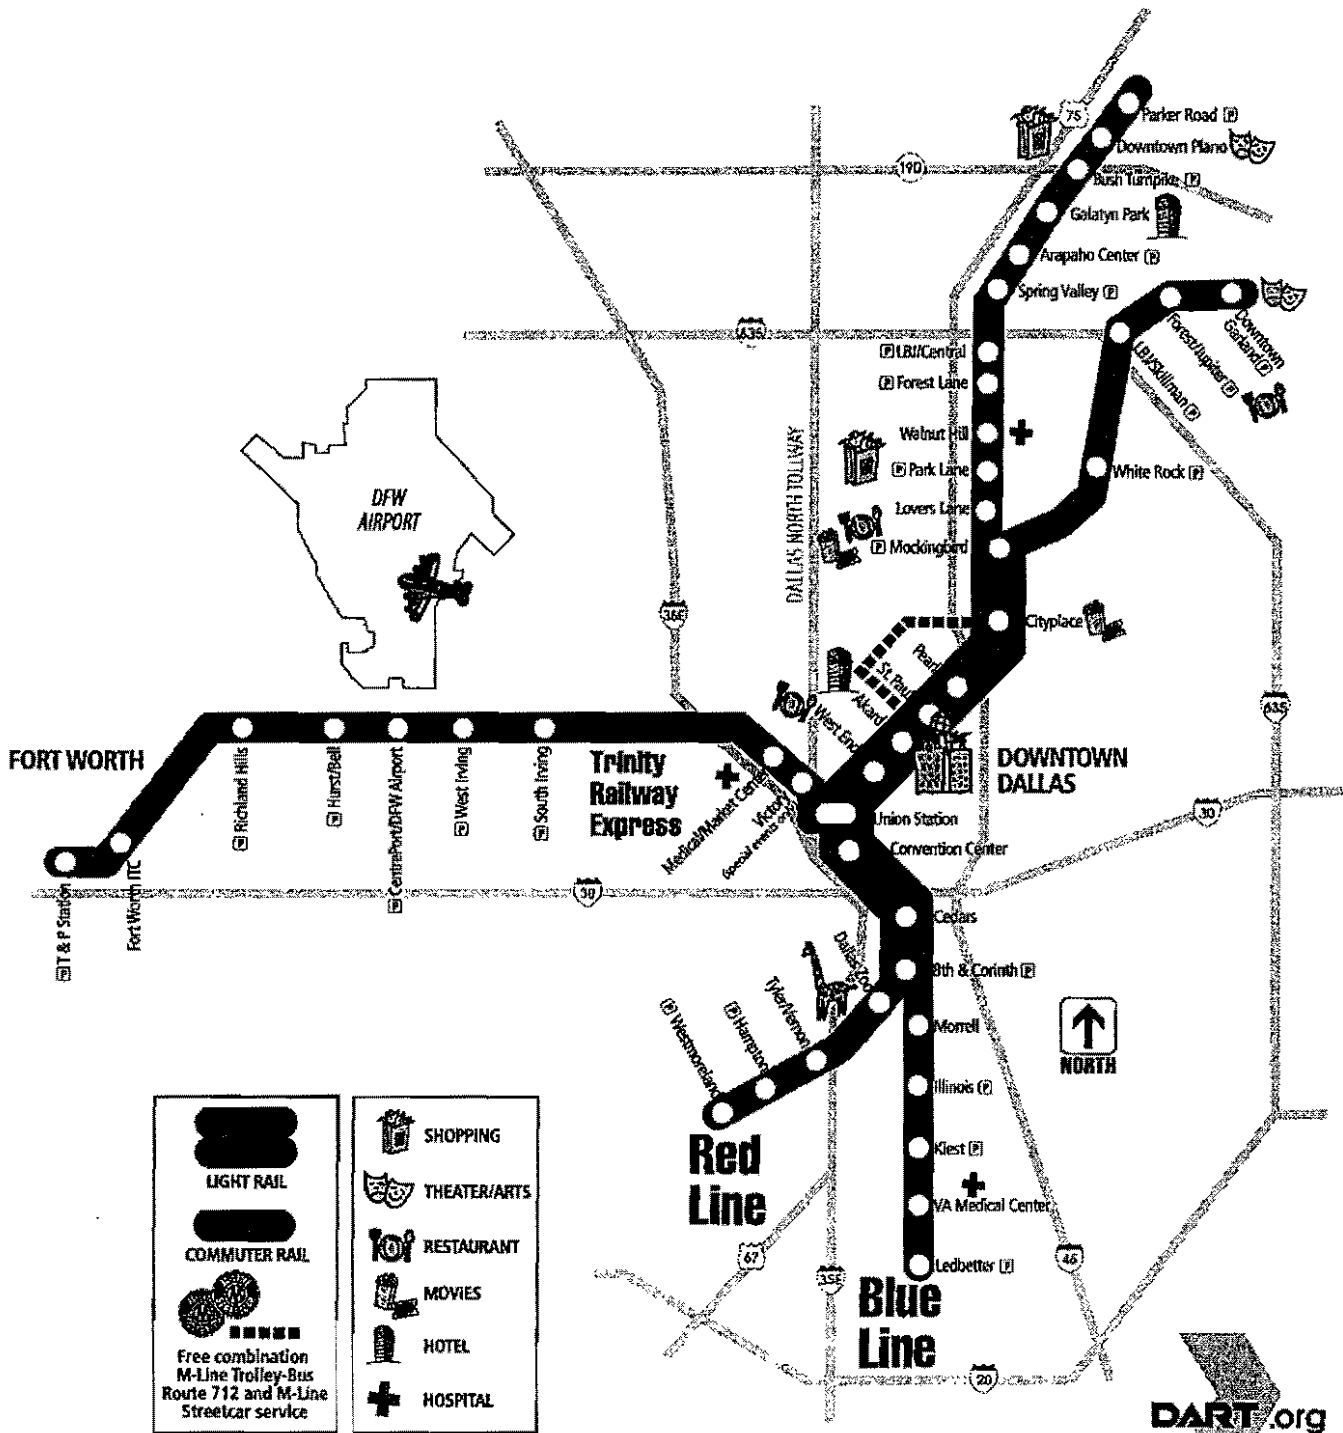 75
Parker Road P
Downtown Plano
190
Bush Turnpike P
Galatyn Park
Arapaho Center P
Spring Valley P
635
P LBJ/Central
P Forest Lane
Walnut Hill
P Park Lane
Lovers Lane
P Mockingbird
Cityplace
Downtown
Garland P
Forest/Jupiter P
LBJ/Skillman P
White Rock P
DALLAS NORTH TOLLWAY
DFW
AIRPORT
35E
Pearl
St. Paul
Akard
West End
635
FORT WORTH
P Richland Hills
P Hurst/Bell
P CentrePort/DFW Airport
P West Irving
P South Irving
Trinity
Railway
Express
Medical/Market Center
Victory
(special events only)
DOWNTOWN
DALLAS
Union Station
Convention Center
30
30
P T & P Station
Fort Worth ITC
Cedars
Dallas Zoo
8th & Corinth P
Tyler/Vernon
P Hampton
P Westmoreland
Morrell
NORTH
Illinois P
Kiest P
VA Medical Center
Ledbetter P
Red
Line
Blue
Line
67
35E
45
20
LIGHT RAIL
COMMUTER RAIL
M
M
Free combination
M-Line Trolley-Bus
Route 712 and M-Line
Streetcar service
SHOPPING
THEATER/ARTS
RESTAURANT
MOVIES
HOTEL
HOSPITAL
DART.org